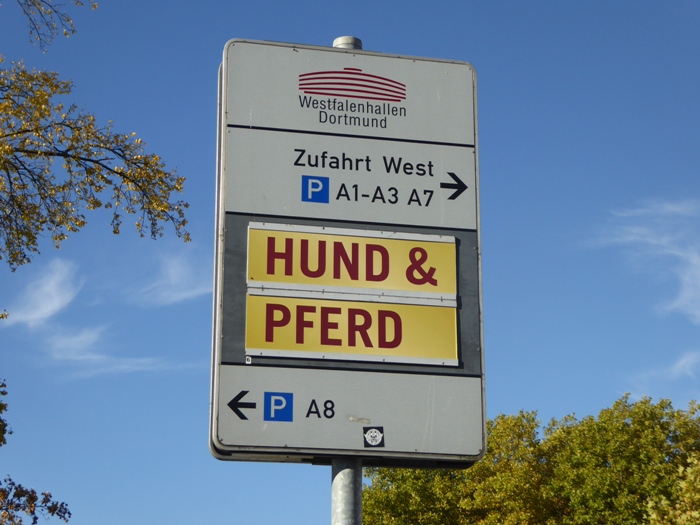 Westfalenhallen
Dortmund
Zufahrt West
P A1-A3 A7
HUND &
PFERD
P A8